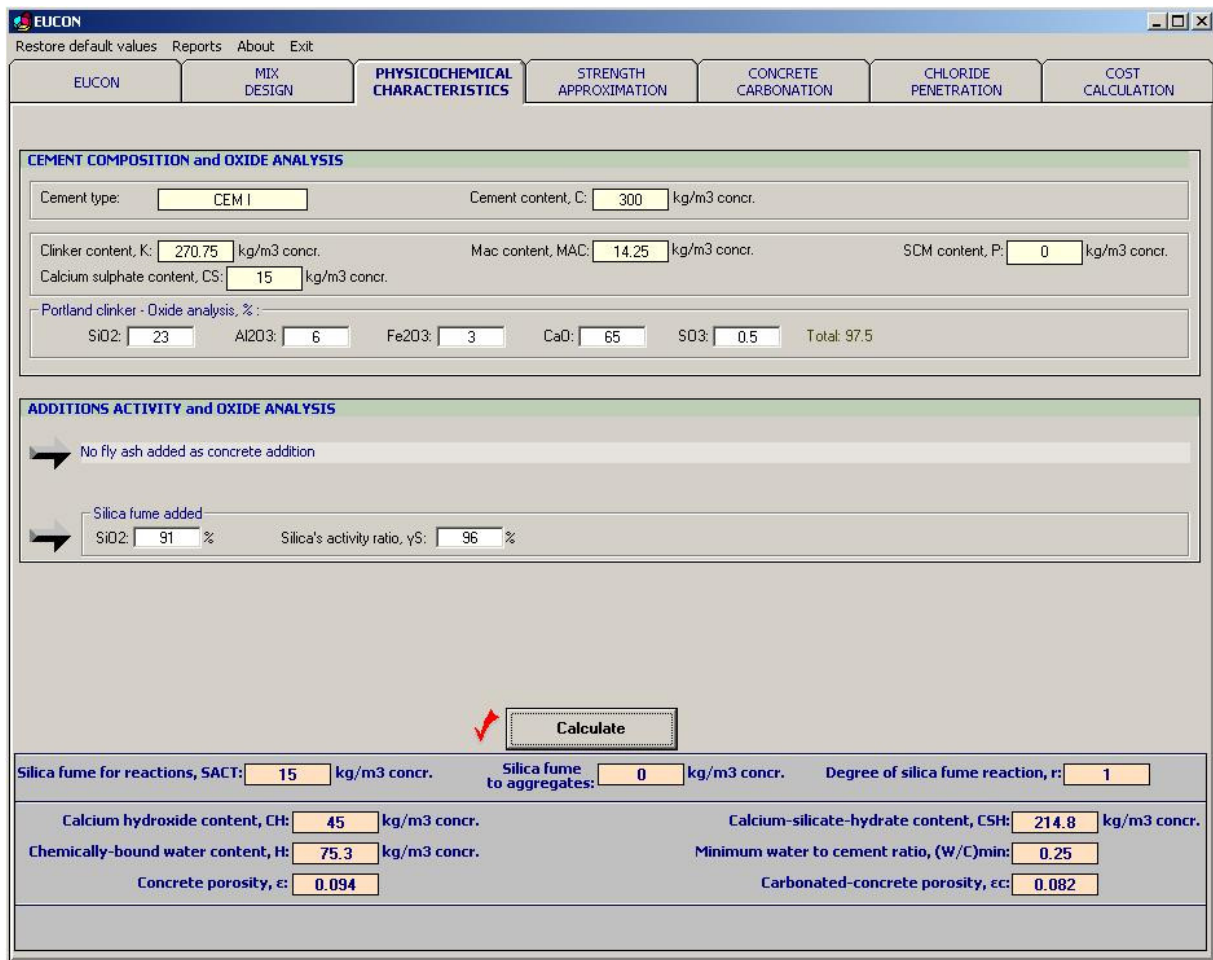 EUCON
Restore default values Reports About Exit
EUCON
MIX
DESIGN
PHYSICOCHEMICAL
CHARACTERISTICS
STRENGTH
APPROXIMATION
CONCRETE
CARBONATION
CHLORIDE
PENETRATION
COST
CALCULATION
CEMENT COMPOSITION and OXIDE ANALYSIS
Cement type: CEM I Cement content, C: 300 kg/m3 concr.
Clinker content, K: 270.75 kg/m3 concr. Mac content, MAC: 14.25 kg/m3 concr. SCM content, P: 0 kg/m3 concr.
Calcium sulphate content, CS: 15 kg/m3 concr.
Portland clinker - Oxide analysis, % :
SiO2: 23 Al2O3: 6 Fe2O3: 3 CaO: 65 SO3: 0.5 Total: 97.5
ADDITIONS ACTIVITY and OXIDE ANALYSIS
No fly ash added as concrete addition
Silica fume added
SiO2: 91 % Silica's activity ratio, γS: 96 %
Calculate
Silica fume for reactions, SACT: 15 kg/m3 concr. Silica fume to aggregates: 0 kg/m3 concr. Degree of silica fume reaction, r: 1
Calcium hydroxide content, CH: 45 kg/m3 concr. Calcium-silicate-hydrate content, CSH: 214.8 kg/m3 concr.
Chemically-bound water content, H: 75.3 kg/m3 concr. Minimum water to cement ratio, (W/C)min: 0.25
Concrete porosity, ε: 0.094 Carbonated-concrete porosity, εc: 0.082